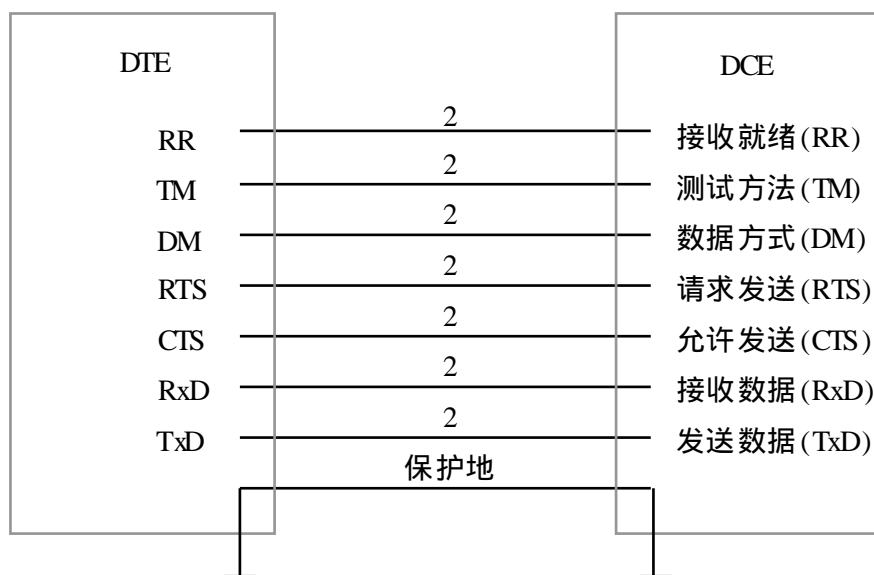 DTE
DCE
2
RR
接收就绪(RR)
2
TM
测试方法(TM)
2
DM
数据方式(DM)
2
RTS
请求发送(RTS)
2
CTS
允许发送(CTS)
2
RxD
接收数据(RxD)
2
TxD
发送数据(TxD)
保护地